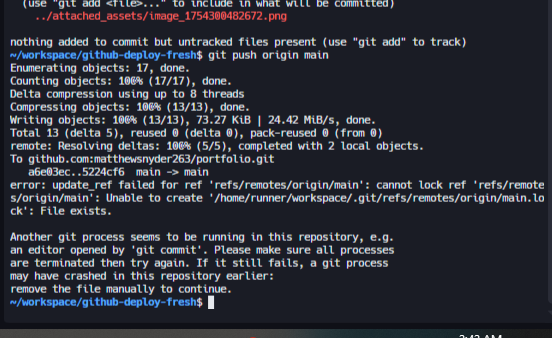 (use "git add <file>..." to include in what will be committed)
../attached_assets/image_1754300482672.png
nothing added to commit but untracked files present (use "git add" to track)
~/workspace/github-deploy-fresh$ git push origin main
Enumerating objects: 17, done.
Counting objects: 100% (17/17), done.
Delta compression using up to 8 threads
Compressing objects: 100% (13/13), done.
Writing objects: 100% (13/13), 73.27 KiB | 24.42 MiB/s, done.
Total 13 (delta 5), reused 0 (delta 0), pack-reused 0 (from 0)
remote: Resolving deltas: 100% (5/5), completed with 2 local objects.
To github.com:matthewsnyder263/portfolio.git
a6e03ec..5224cf6  main -> main
error: update_ref failed for ref 'refs/remotes/origin/main': cannot lock ref 'refs/remote
s/origin/main': Unable to create '/home/runner/workspace/.git/refs/remotes/origin/main.lo
ck': File exists.
Another git process seems to be running in this repository, e.g.
an editor opened by 'git commit'. Please make sure all processes
are terminated then try again. If it still fails, a git process
may have crashed in this repository earlier:
remove the file manually to continue.
~/workspace/github-deploy-fresh$